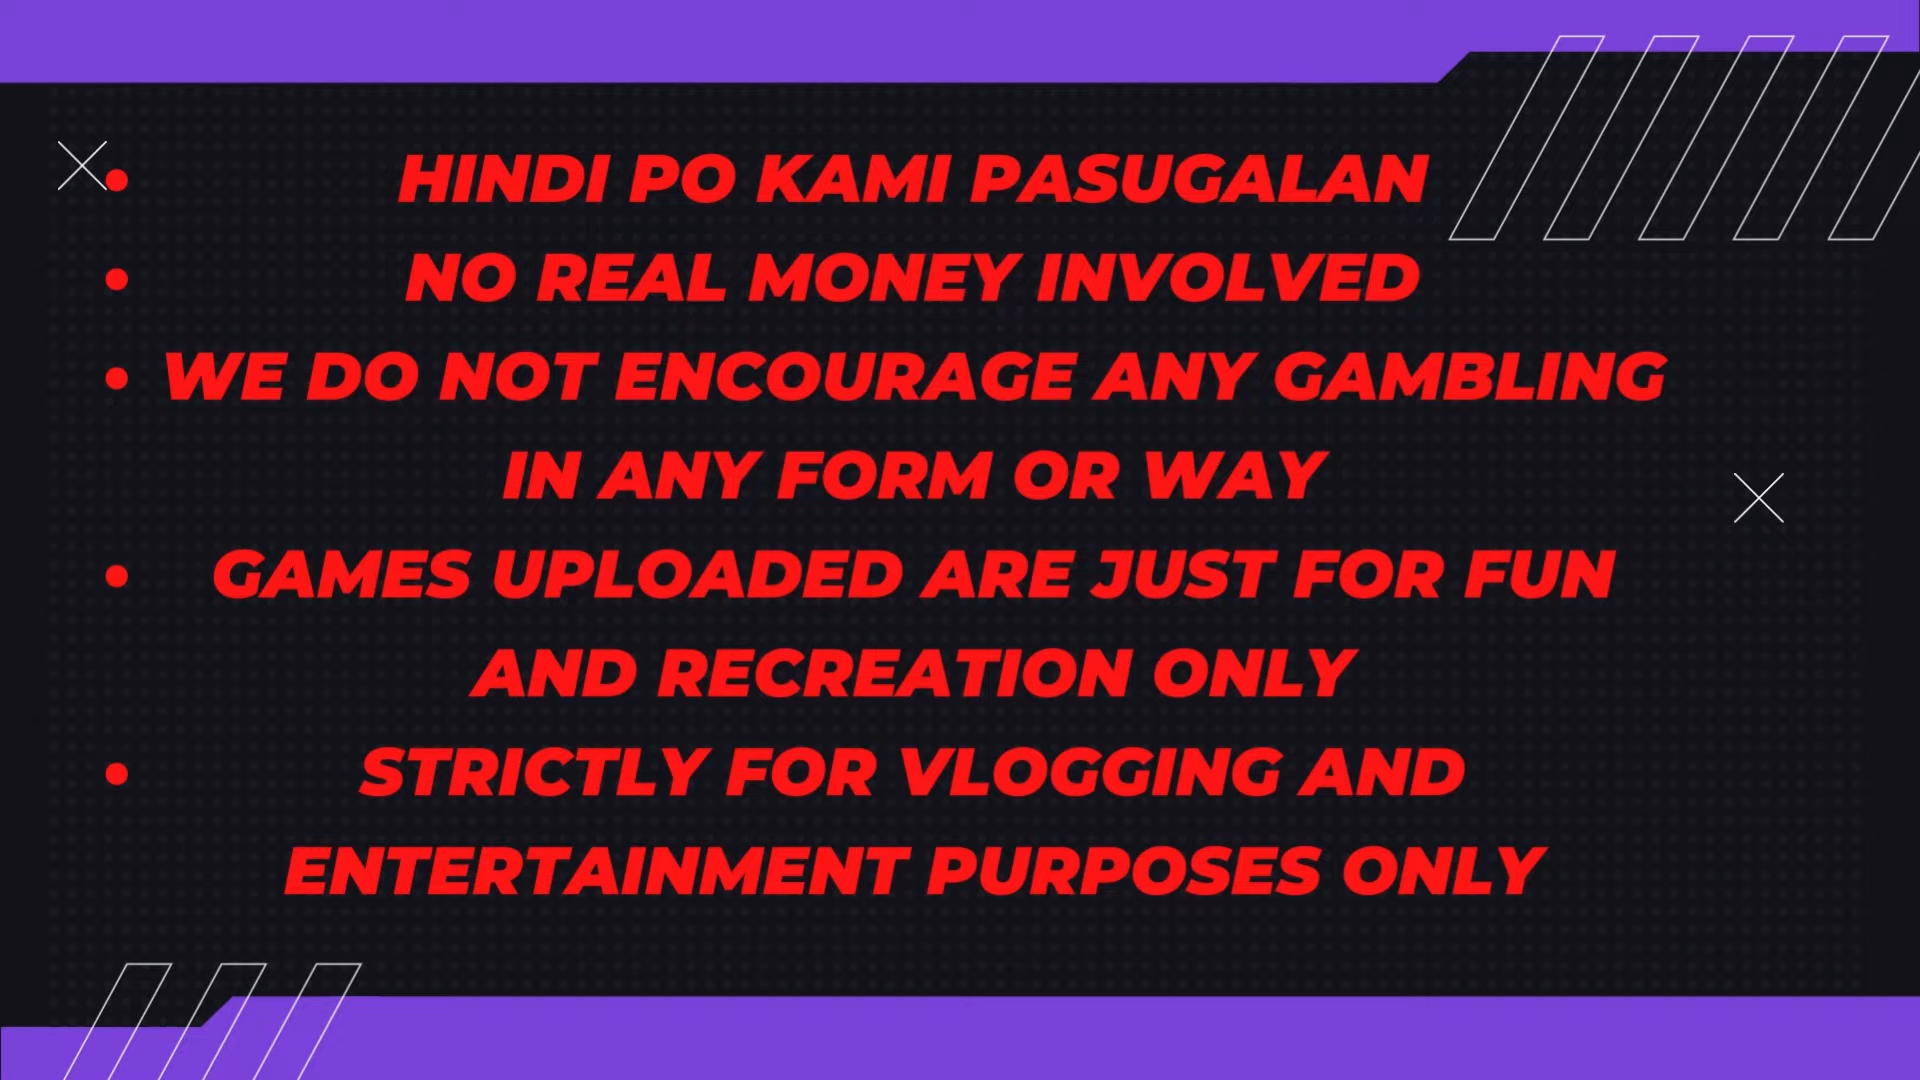 • HINDI PO KAMI PASUGALAN
• NO REAL MONEY INVOLVED
• WE DO NOT ENCOURAGE ANY GAMBLING
IN ANY FORM OR WAY
• GAMES UPLOADED ARE JUST FOR FUN
AND RECREATION ONLY
• STRICTLY FOR VLOGGING AND
ENTERTAINMENT PURPOSES ONLY